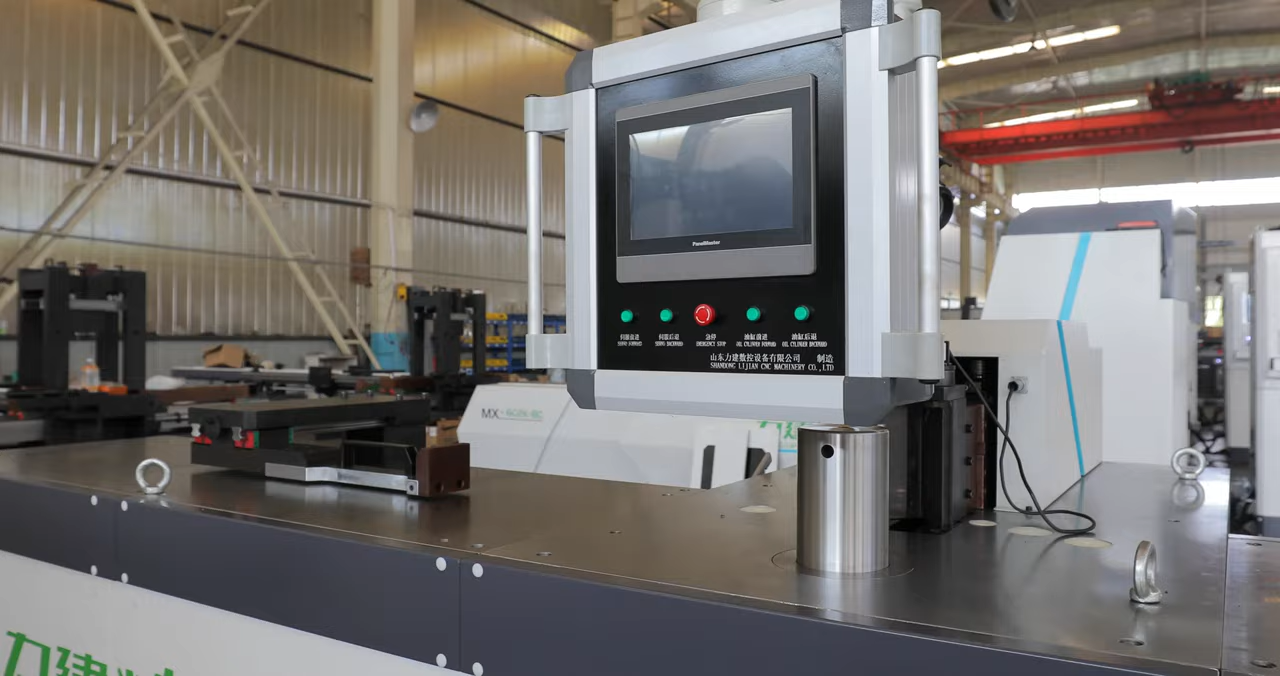 PanelMaster
伺服前进
SERVO FORWARD
伺服后退
SERVO BACKWARD
急停
EMERGENCY STOP
油缸前进
OIL CYLINDER FORWARD
油缸后退
OIL CYLINDER BACKWARD
山东力建数控设备有限公司 制造
SHANDONG LIJIAN CNC MACHINERY CO.,LTD
MX
力建